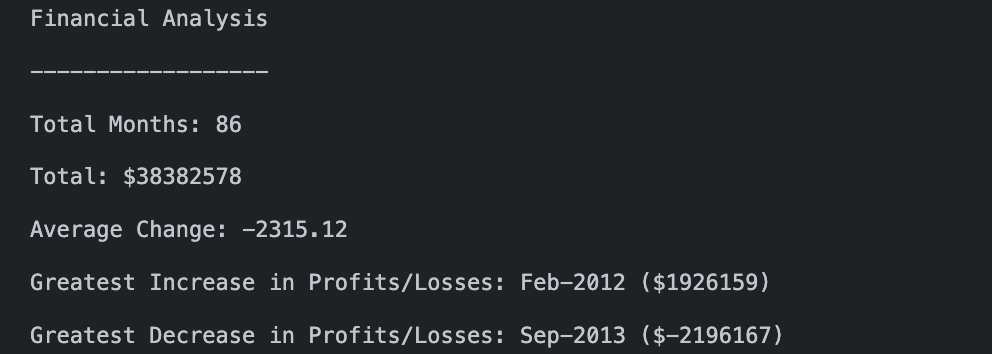 Financial Analysis
------------------
Total Months: 86
Total: $38382578
Average Change: -2315.12
Greatest Increase in Profits/Losses: Feb-2012 ($1926159)
Greatest Decrease in Profits/Losses: Sep-2013 ($-2196167)